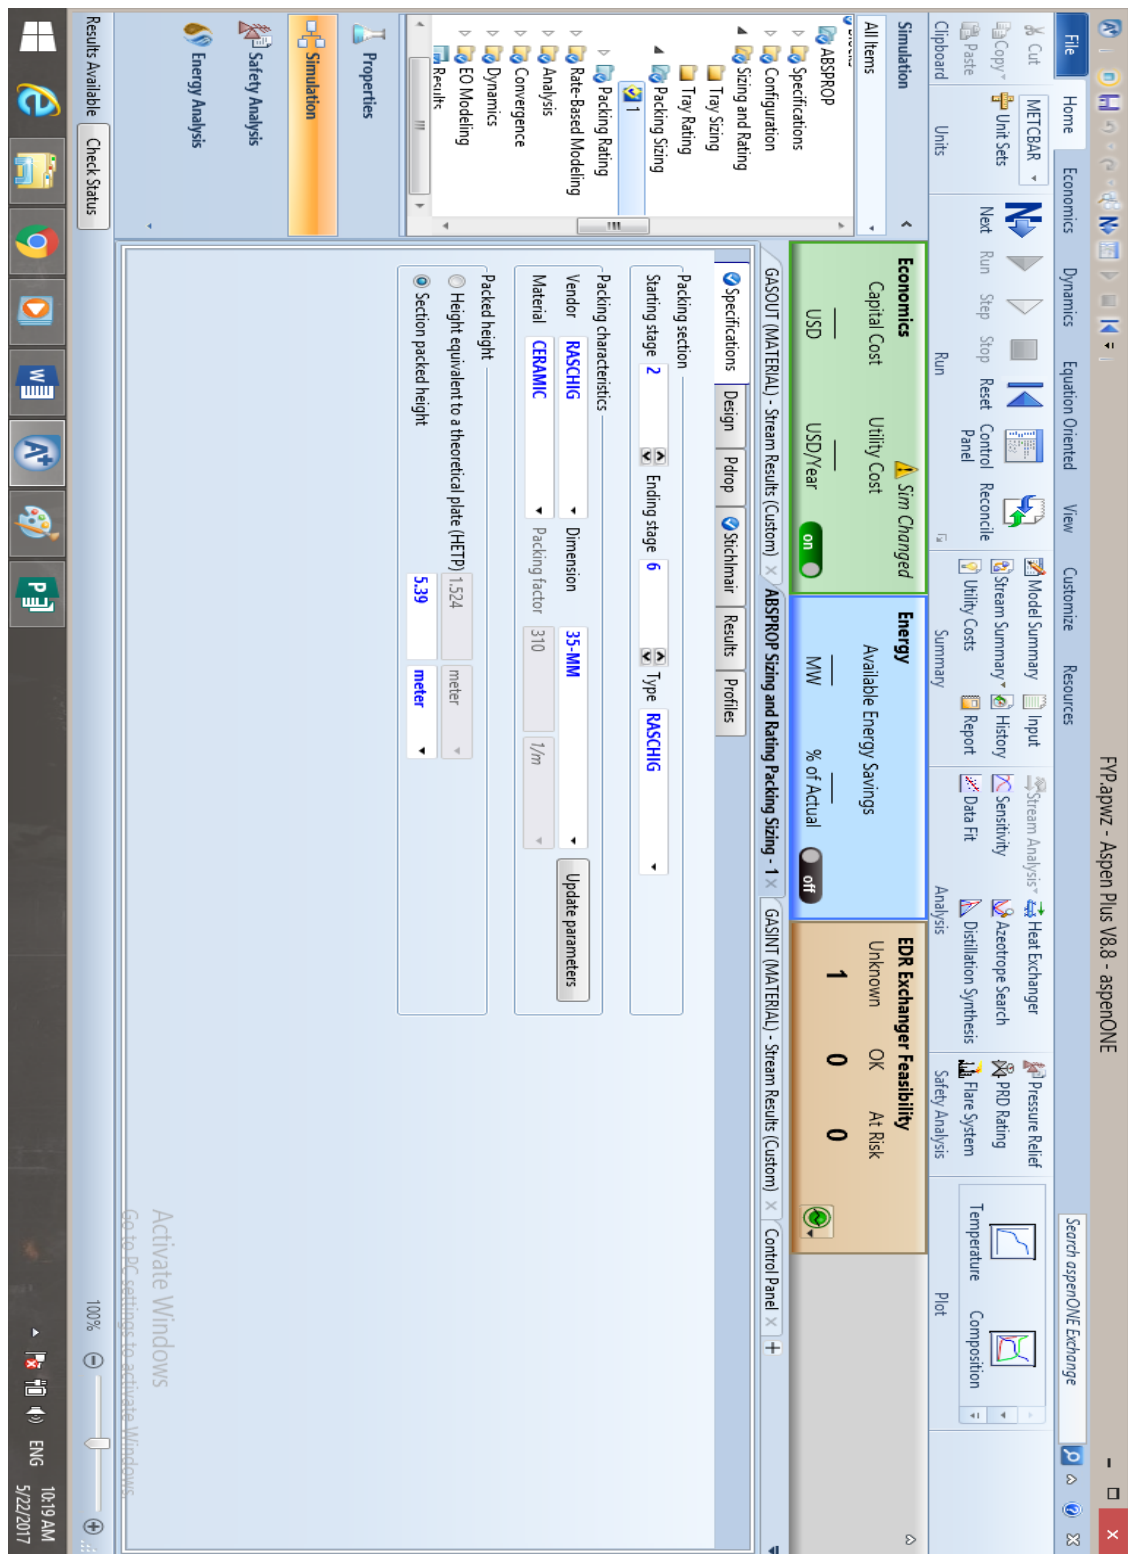 FYP.apwz - Aspen Plus V8.8 - aspenONE
File Home Economics Dynamics Equation Oriented View Customize Resources Search aspenONE Exchange
Cut
Copy
Paste
Clipboard
METCBAR
Unit Sets
Units
Next Run Step Stop Reset Control Panel Reconcile
Run
Model Summary Input
Stream Summary History
Utility Costs Report
Summary
Stream Analysis Heat Exchanger
Sensitivity Azeotrope Search
Data Fit Distillation Synthesis
Analysis
Pressure Relief
PRD Rating
Flare System
Safety Analysis
Temperature Composition
Plot
Simulation
All Items
Blocks
ABSPROP
Specifications
Configuration
Sizing and Rating
Tray Sizing
Tray Rating
Packing Sizing
1
Packing Rating
Rate-Based Modeling
Analysis
Convergence
Dynamics
EO Modeling
Results
Properties
Simulation
Safety Analysis
Energy Analysis
Economics Sim Changed
Capital Cost Utility Cost
USD USD/Year on
Energy
Available Energy Savings
MW % of Actual off
EDR Exchanger Feasibility
Unknown OK At Risk
1 0 0
GASOUT (MATERIAL) - Stream Results (Custom) ABSPROP Sizing and Rating Packing Sizing - 1 GASINT (MATERIAL) - Stream Results (Custom) Control Panel
Specifications Design Pdrop Stichlmair Results Profiles
Packing section
Starting stage 2 Ending stage 6 Type RASCHIG
Packing characteristics
Vendor RASCHIG Dimension 35-MM Update parameters
Material CERAMIC Packing factor 310 1/m
Packed height
Height equivalent to a theoretical plate (HETP) 1.524 meter
Section packed height 5.39 meter
Activate Windows
Go to PC settings to activate Windows.
Results Available Check Status 100%
ENG 10:19 AM
5/22/2017